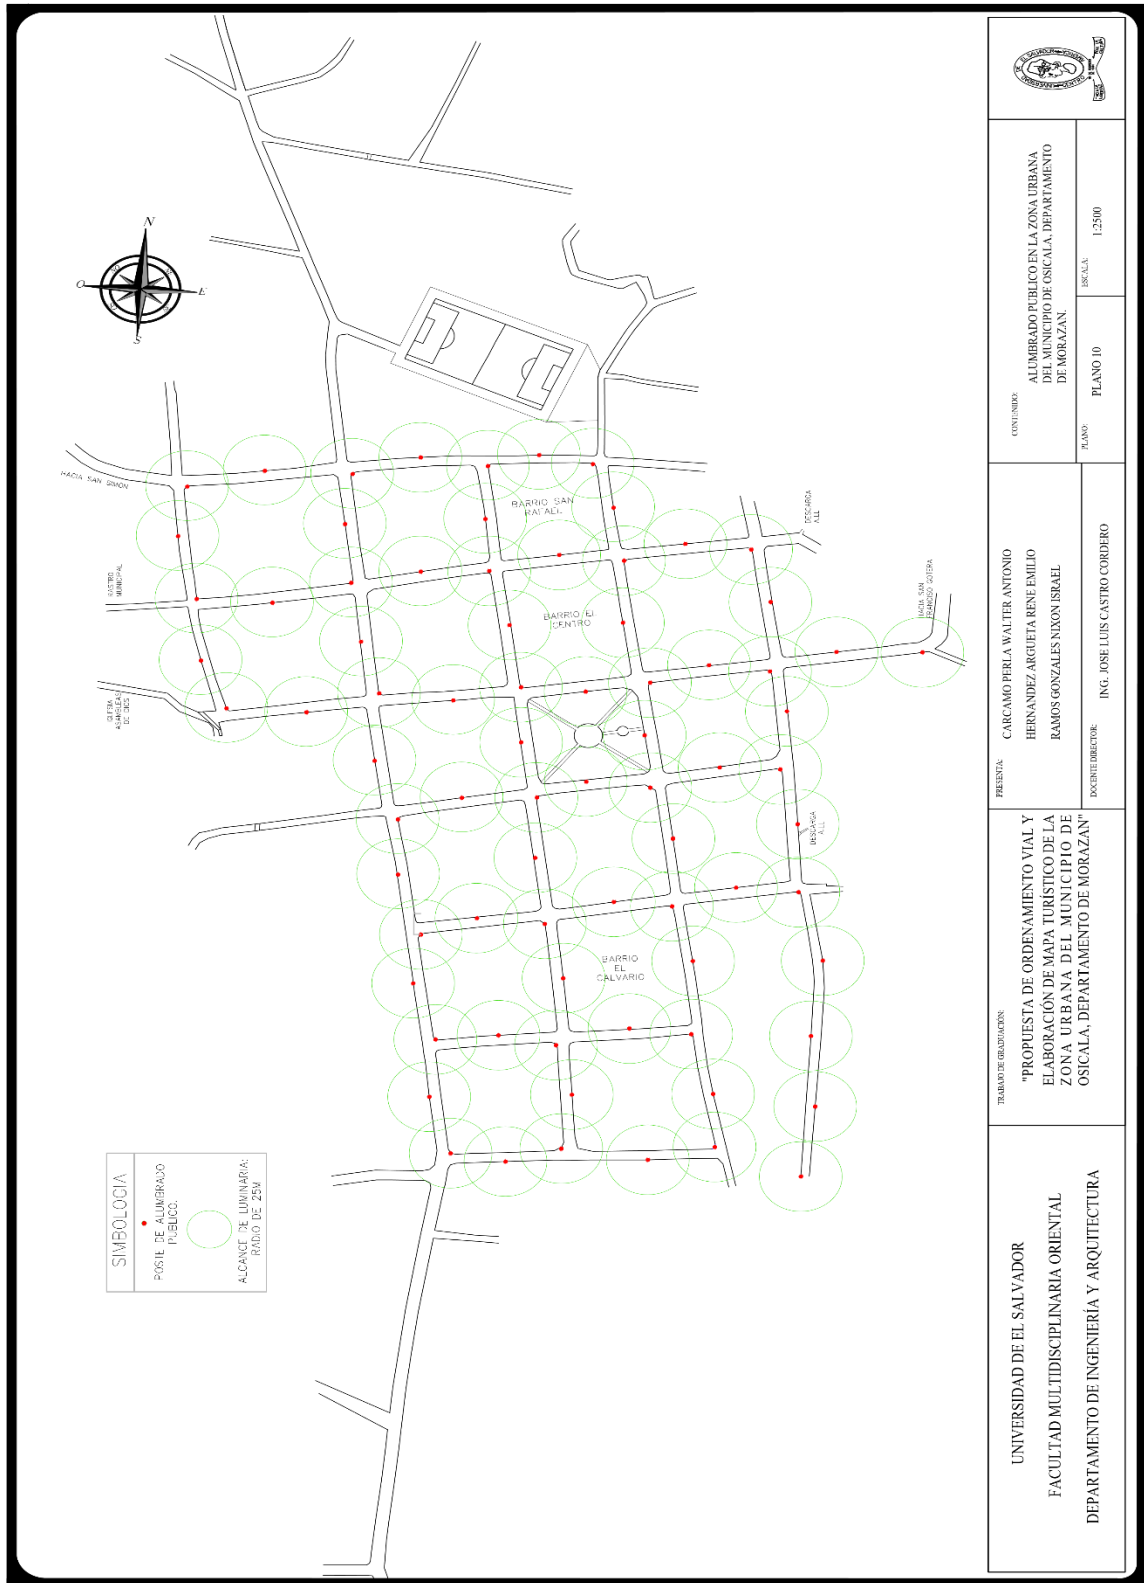 HACIA SAN SIMON
RASTRO
MUNICIPAL
IGLESIA
ASAMBLEAS
DE DIOS
N
O
E
S
BARRIO SAN
RAFAEL
BARRIO EL
CENTRO
BARRIO
EL
CALVARIO
DESCARGA
A.LL
HACIA SAN
FRANCISO GOTERA
DESCARGA
A.LL
SIMBOLOGIA
POSTE DE ALUMBRADO
PUBLICO.
ALCANCE DE LUMINARIA:
RADIO DE 25M
UNIVERSIDAD DE EL SALVADOR
FACULTAD MULTIDISCIPLINARIA ORIENTAL
DEPARTAMENTO DE INGENIERÍA Y ARQUITECTURA
TRABAJO DE GRADUACIÓN:
"PROPUESTA DE ORDENAMIENTO VIAL Y
ELABORACIÓN DE MAPA TURÍSTICO DE LA
ZONA URBANA DEL MUNICIPIO DE
OSICALA, DEPARTAMENTO DE MORAZAN"
PRESENTA:
CARCAMO PERLA WALTER ANTONIO
HERNANDEZ ARGUETA RENE EMILIO
RAMOS GONZALES NIXON ISRAEL
DOCENTE DIRECTOR:
ING. JOSE LUIS CASTRO CORDERO
CONTENIDO:
ALUMBRADO PUBLICO EN LA ZONA URBANA
DEL MUNICIPIO DE OSICALA, DEPARTAMENTO
DE MORAZAN.
PLANO:
PLANO 10
ESCALA:
1:2500